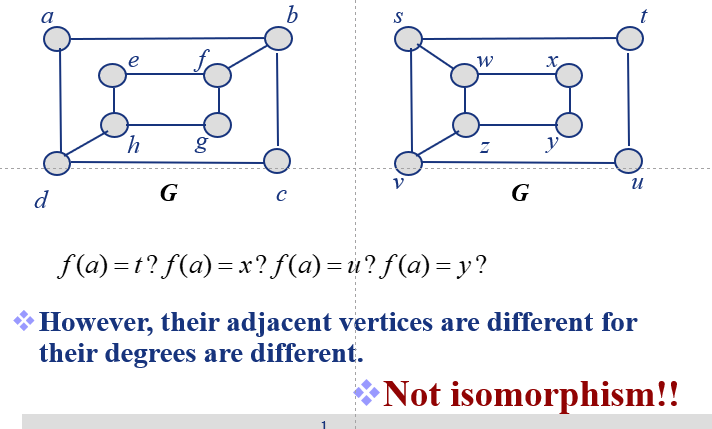 a b s t
e f w x
h g z y
d c v u
G G
f(a) = t? f(a) = x? f(a) = u? f(a) = y?
However, their adjacent vertices are different for
their degrees are different.
Not isomorphism!!
1